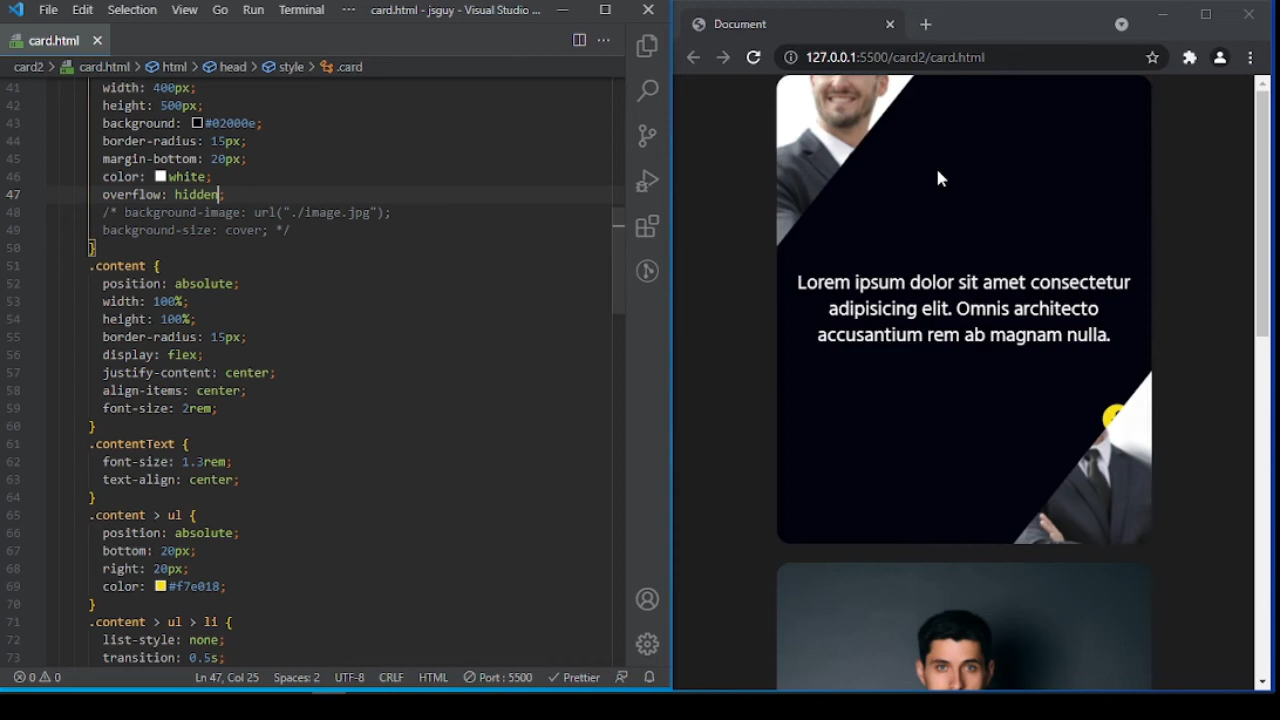 File Edit Selection View Go Run Terminal ··· card.html - jsguy - Visual Studio ...
card.html
card2 > card.html > html > head > style > .card
41 width: 400px;
42 height: 500px;
43 background: #02000e;
44 border-radius: 15px;
45 margin-bottom: 20px;
46 color: white;
47 overflow: hidden;
48 /* background-image: url("./image.jpg");
49 background-size: cover; */
50 }
51 .content {
52 position: absolute;
53 width: 100%;
54 height: 100%;
55 border-radius: 15px;
56 display: flex;
57 justify-content: center;
58 align-items: center;
59 font-size: 2rem;
60 }
61 .contentText {
62 font-size: 1.3rem;
63 text-align: center;
64 }
65 .content > ul {
66 position: absolute;
67 bottom: 20px;
68 right: 20px;
69 color: #f7e018;
70 }
71 .content > ul > li {
72 list-style: none;
73 transition: 0.5s;
0 0 Ln 47, Col 25 Spaces: 2 UTF-8 CRLF HTML Port : 5500 Prettier
Document
127.0.0.1:5500/card2/card.html
Lorem ipsum dolor sit amet consectetur
adipisicing elit. Omnis architecto
accusantium rem ab magnam nulla.